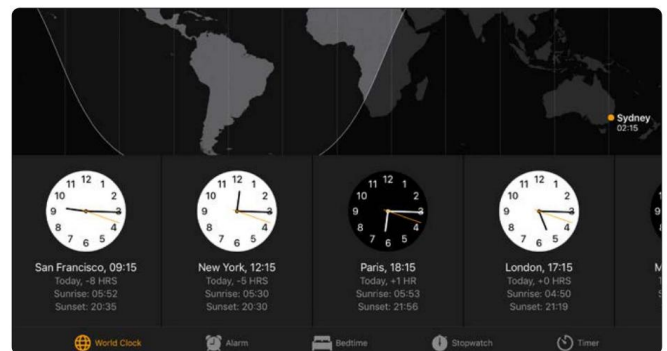 Sydney
02:15
San Francisco, 09:15
Today, -8 HRS
Sunrise: 05:52
Sunset: 20:35
New York, 12:15
Today, -5 HRS
Sunrise: 05:30
Sunset: 20:30
Paris, 18:15
Today, +1 HR
Sunrise: 05:53
Sunset: 21:56
London, 17:15
Today, +0 HRS
Sunrise: 04:50
Sunset: 21:19
World Clock
Alarm
Bedtime
Stopwatch
Timer